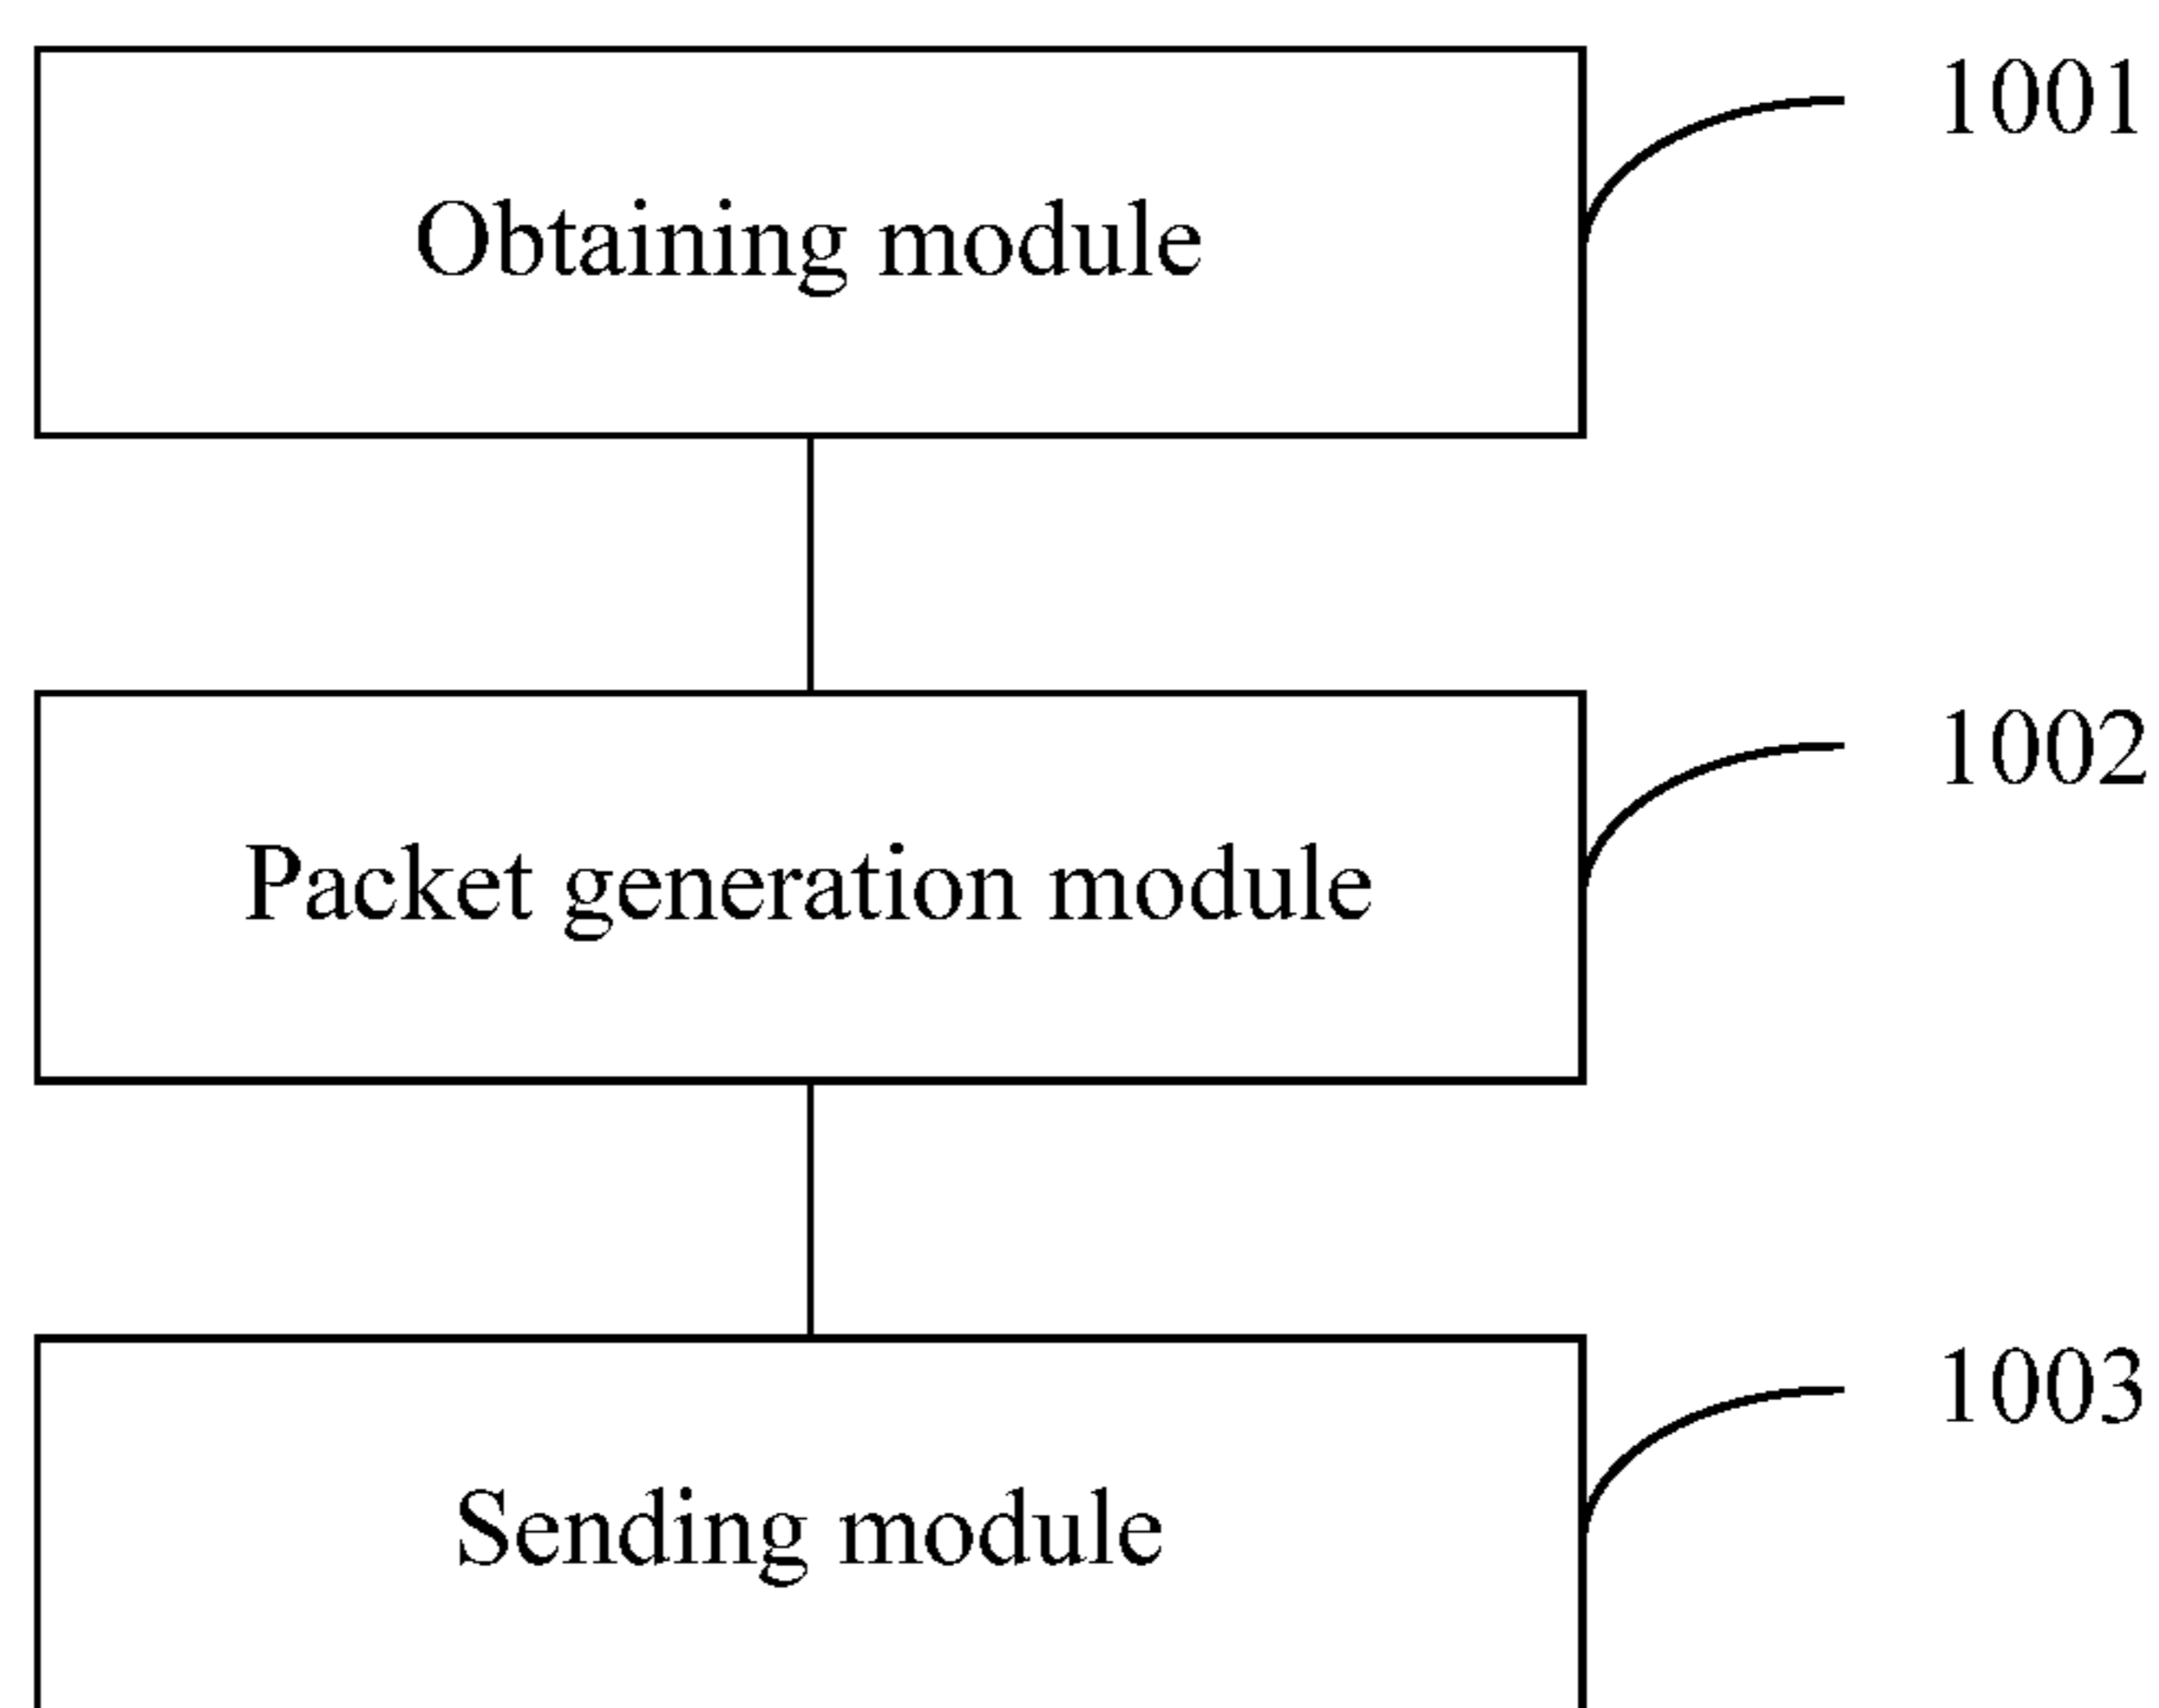 Obtaining module
1001
Packet generation module
1002
Sending module
1003